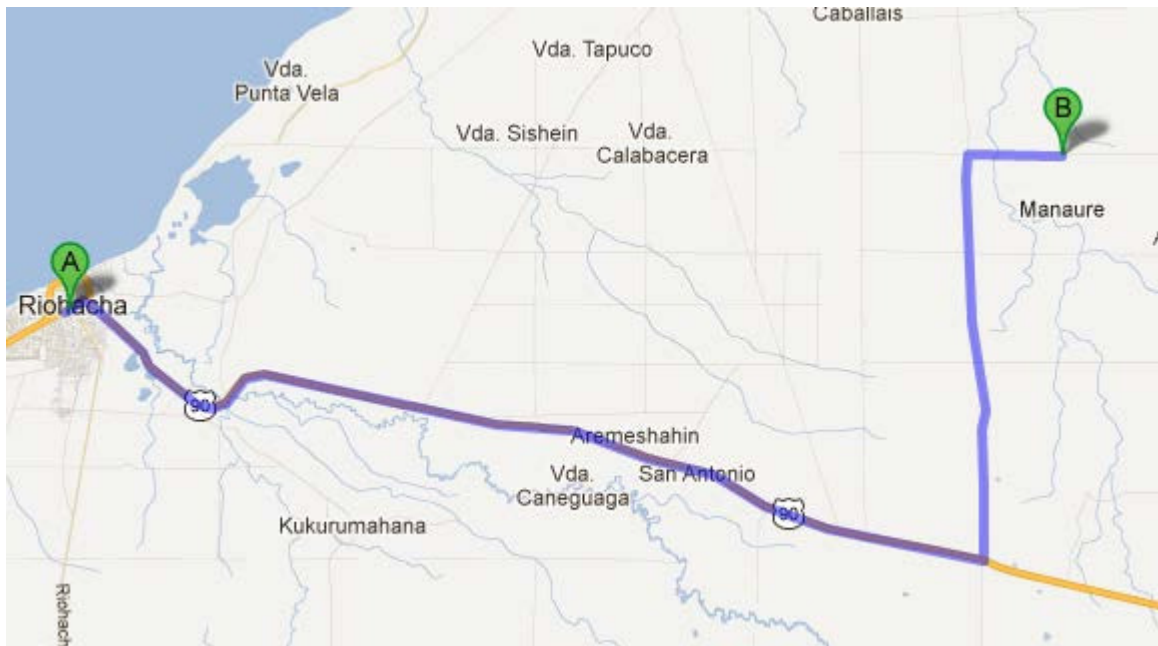 Caballais
Vda. Tapuco
Vda.
Punta Vela
B
Vda. Sishein
Vda.
Calabacera
Manaure
A
Riohacha
90
Aremeshahin
Vda.
Caneguaga
San Antonio
90
Kukurumahana
Riohach